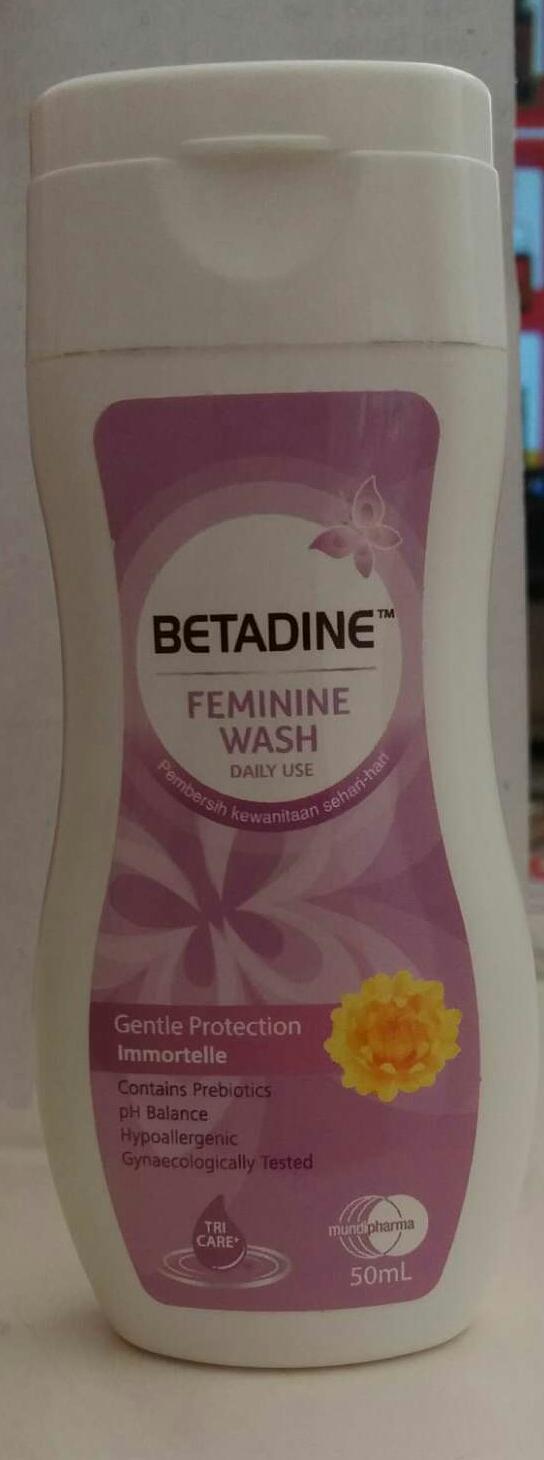 BETADINE™
FEMININE
WASH
DAILY USE
Pembersih kewanitaan sehari-hari
Gentle Protection
Immortelle
Contains Prebiotics
pH Balance
Hypoallergenic
Gynaecologically Tested
TRI
CARE+
mundipharma
50mL